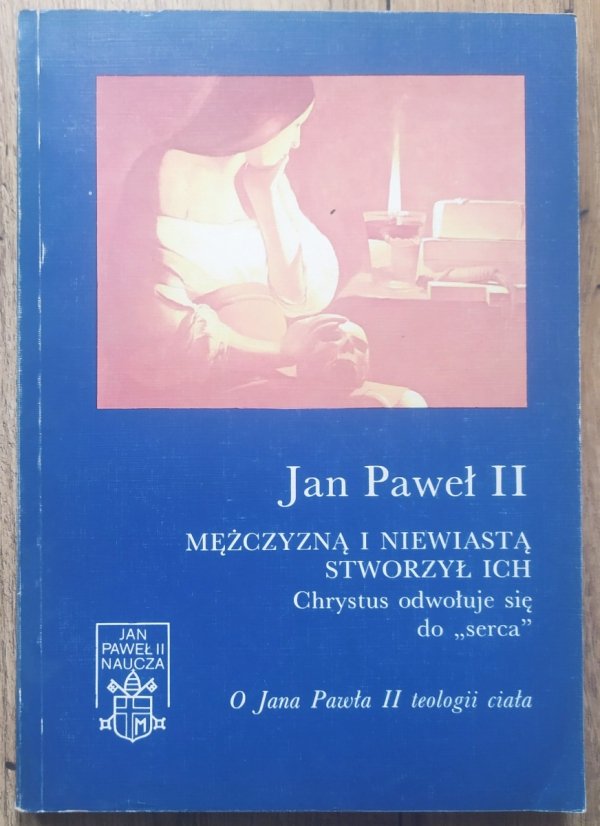 Jan Paweł II
MĘŻCZYZNĄ I NIEWIASTĄ
STWORZYŁ ICH
Chrystus odwołuje się
do „serca”
JAN
PAWEŁ II
NAUCZA
M
O Jana Pawła II teologii ciała